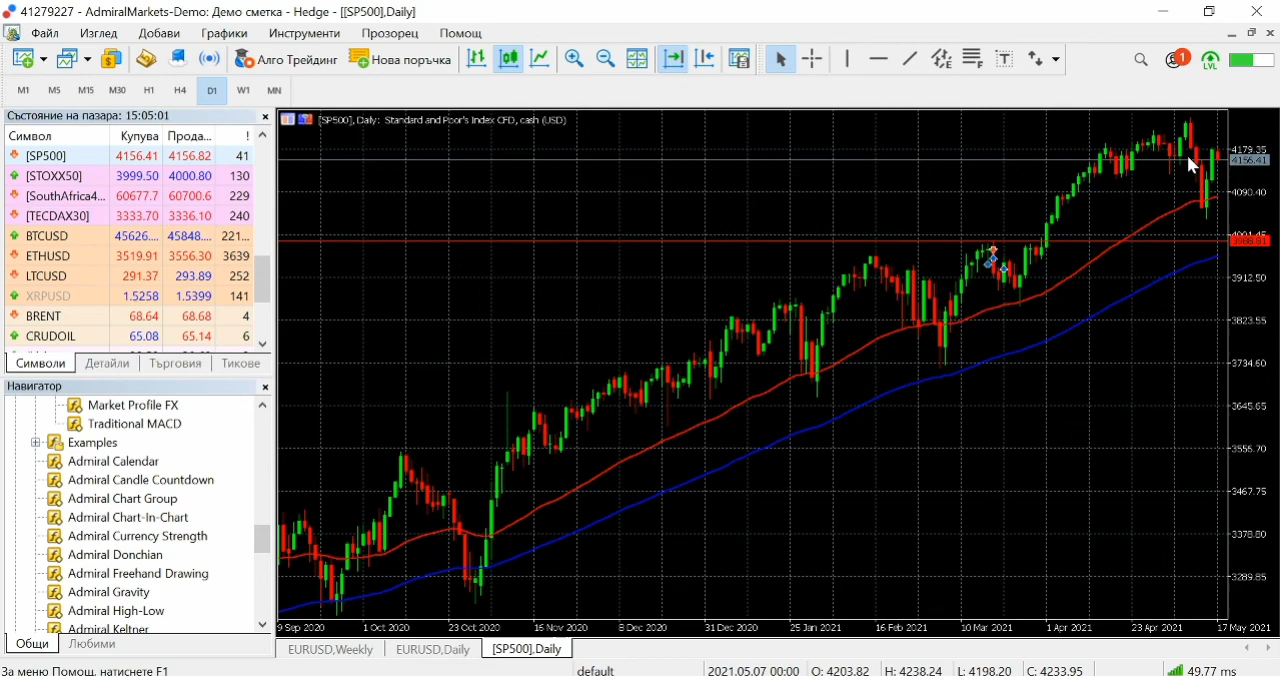 41279227 - AdmiralMarkets-Demo: Демо сметка - Hedge - [[SP500],Daily]
Файл Изглед Добави Графики Инструменти Прозорец Помощ
Алго Трейдинг Нова поръчка 1 LVL
M1 M5 M15 M30 H1 H4 D1 W1 MN
Състояние на пазара: 15:05:01
Символ Купува Прода... !
[SP500] 4156.41 4156.82 41
[STOXX50] 3999.50 4000.80 130
[SouthAfrica4... 60677.7 60700.6 229
[TECDAX30] 3333.70 3336.10 240
BTCUSD 45626.... 45848.... 221...
ETHUSD 3519.91 3556.30 3639
LTCUSD 291.37 293.89 252
XRPUSD 1.5258 1.5399 141
BRENT 68.64 68.68 4
CRUDOIL 65.08 65.14 6
Символи Детайли Търговия Тикове
Навигатор
Market Profile FX
Traditional MACD
Examples
Admiral Calendar
Admiral Candle Countdown
Admiral Chart Group
Admiral Chart-In-Chart
Admiral Currency Strength
Admiral Donchian
Admiral Freehand Drawing
Admiral Gravity
Admiral High-Low
Admiral Keltner
Общи Любими
[SP500], Daily: Standard and Poor's Index CFD, cash (USD)
4179.35
4156.41
4090.40
4001.45
3988.81
3912.50
3823.55
3734.60
3645.65
3555.70
3467.75
3378.80
3289.85
9 Sep 2020 1 Oct 2020 23 Oct 2020 16 Nov 2020 8 Dec 2020 31 Dec 2020 25 Jan 2021 16 Feb 2021 10 Mar 2021 1 Apr 2021 23 Apr 2021 17 May 2021
EURUSD,Weekly EURUSD,Daily [SP500],Daily
За меню Помощ, натиснете F1 default 2021.05.07 00:00 O: 4203.82 H: 4238.24 L: 4198.20 C: 4233.95 49.77 ms